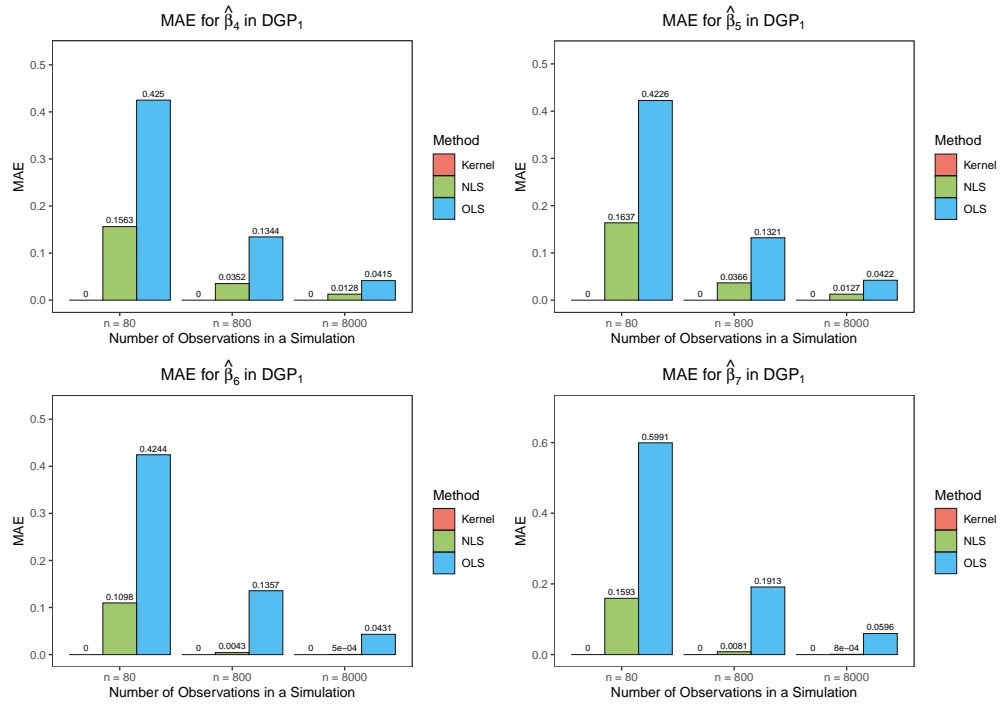 MAE for β̂₄ in DGP₁
MAE
0.5
0.4
0.3
0.2
0.1
0.0
0 0.1563 0.425
0 0.0352 0.1344
0 0.0128 0.0415
n = 80 n = 800 n = 8000
Number of Observations in a Simulation
Method
Kernel
NLS
OLS
MAE for β̂₅ in DGP₁
MAE
0.5
0.4
0.3
0.2
0.1
0.0
0 0.1637 0.4226
0 0.0366 0.1321
0 0.0127 0.0422
n = 80 n = 800 n = 8000
Number of Observations in a Simulation
Method
Kernel
NLS
OLS
MAE for β̂₆ in DGP₁
MAE
0.5
0.4
0.3
0.2
0.1
0.0
0 0.1098 0.4244
0 0.0043 0.1357
0 5e−04 0.0431
n = 80 n = 800 n = 8000
Number of Observations in a Simulation
Method
Kernel
NLS
OLS
MAE for β̂₇ in DGP₁
MAE
0.6
0.4
0.2
0.0
0 0.1593 0.5991
0 0.0081 0.1913
0 8e−04 0.0596
n = 80 n = 800 n = 8000
Number of Observations in a Simulation
Method
Kernel
NLS
OLS